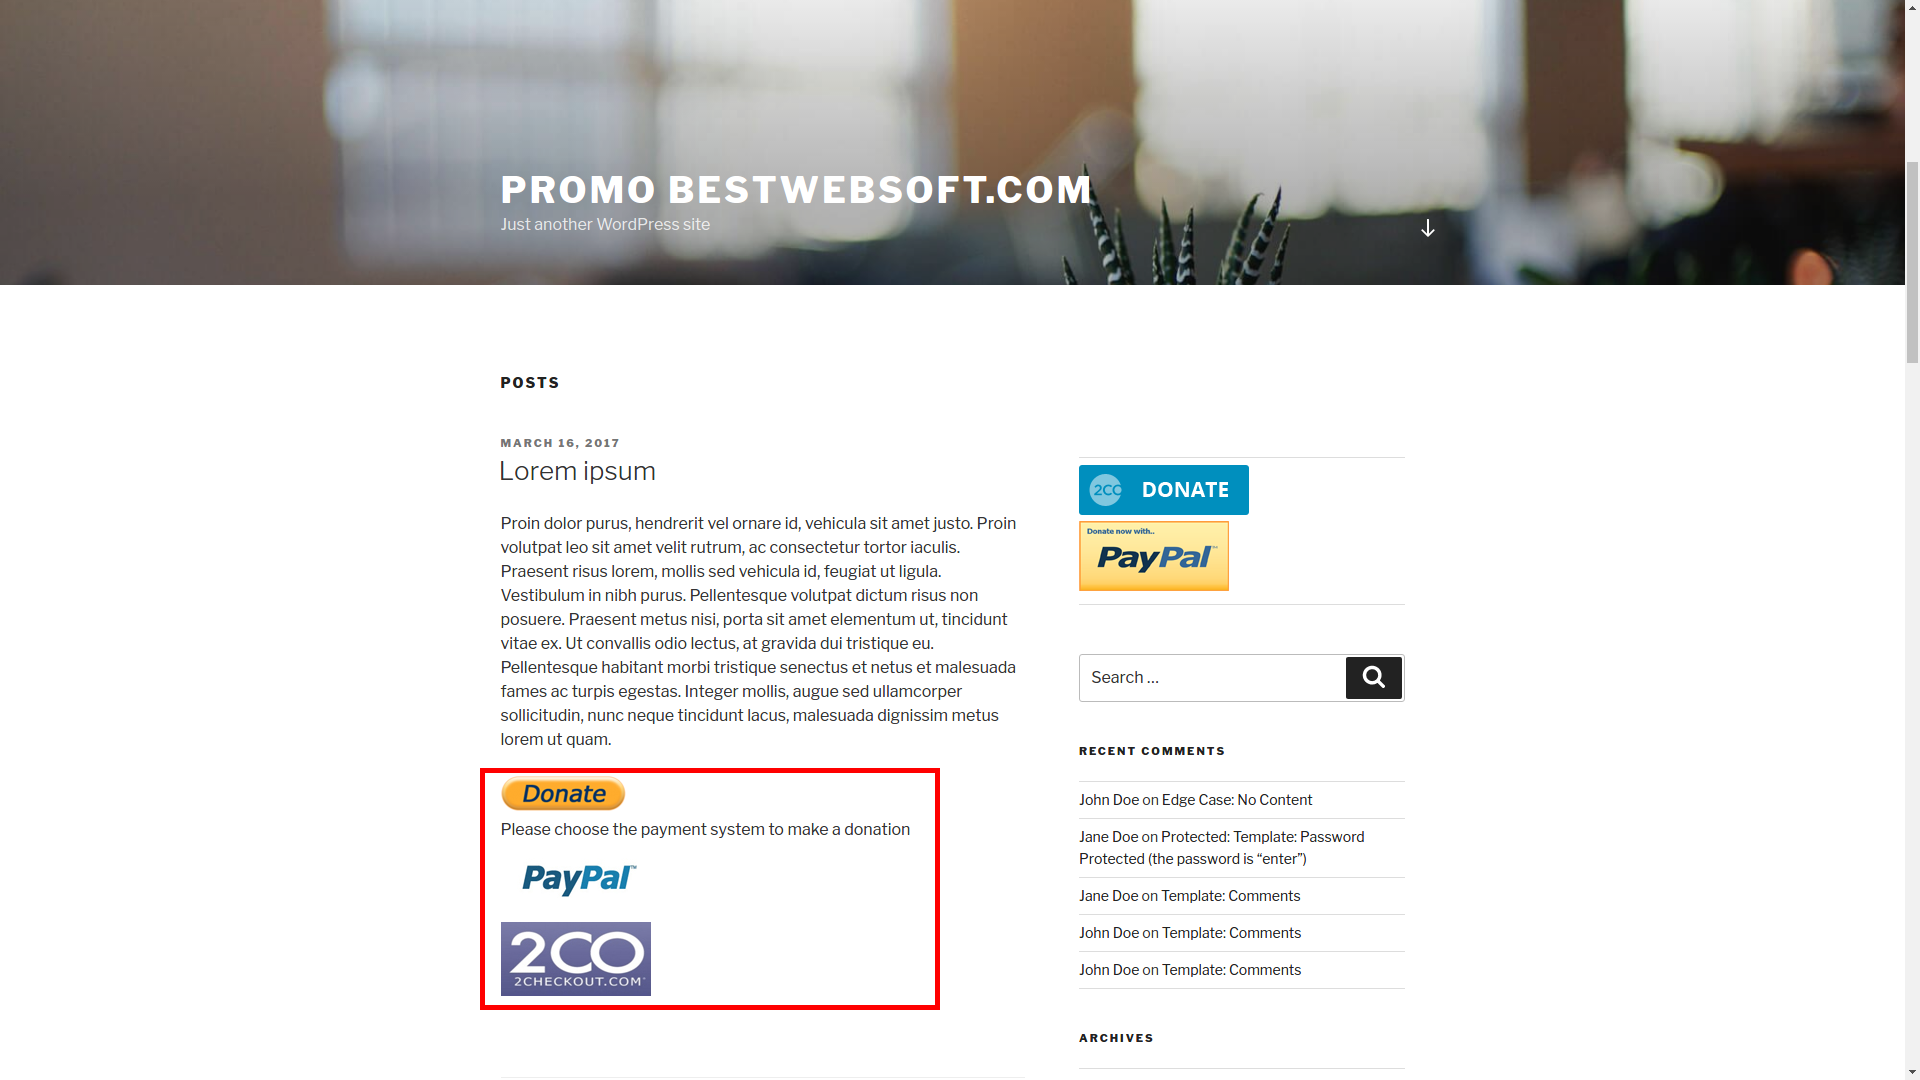 PROMO BESTWEBSOFT.COM
Just another WordPress site
POSTS
MARCH 16, 2017
Lorem ipsum
Proin dolor purus, hendrerit vel ornare id, vehicula sit amet justo. Proin
volutpat leo sit amet velit rutrum, ac consectetur tortor iaculis.
Praesent risus lorem, mollis sed vehicula id, feugiat ut ligula.
Vestibulum in nibh purus. Pellentesque volutpat dictum risus non
posuere. Praesent metus nisi, porta sit amet elementum ut, tincidunt
vitae ex. Ut convallis odio lectus, at gravida dui tristique eu.
Pellentesque habitant morbi tristique senectus et netus et malesuada
fames ac turpis egestas. Integer mollis, augue sed ullamcorper
sollicitudin, nunc neque tincidunt lacus, malesuada dignissim metus
lorem ut quam.
Donate
Please choose the payment system to make a donation
PayPal™
2CO
2CHECKOUT.COM™
2CO DONATE
Donate now with..
PayPal™
Search …
RECENT COMMENTS
John Doe on Edge Case: No Content
Jane Doe on Protected: Template: Password
Protected (the password is “enter”)
Jane Doe on Template: Comments
John Doe on Template: Comments
John Doe on Template: Comments
ARCHIVES